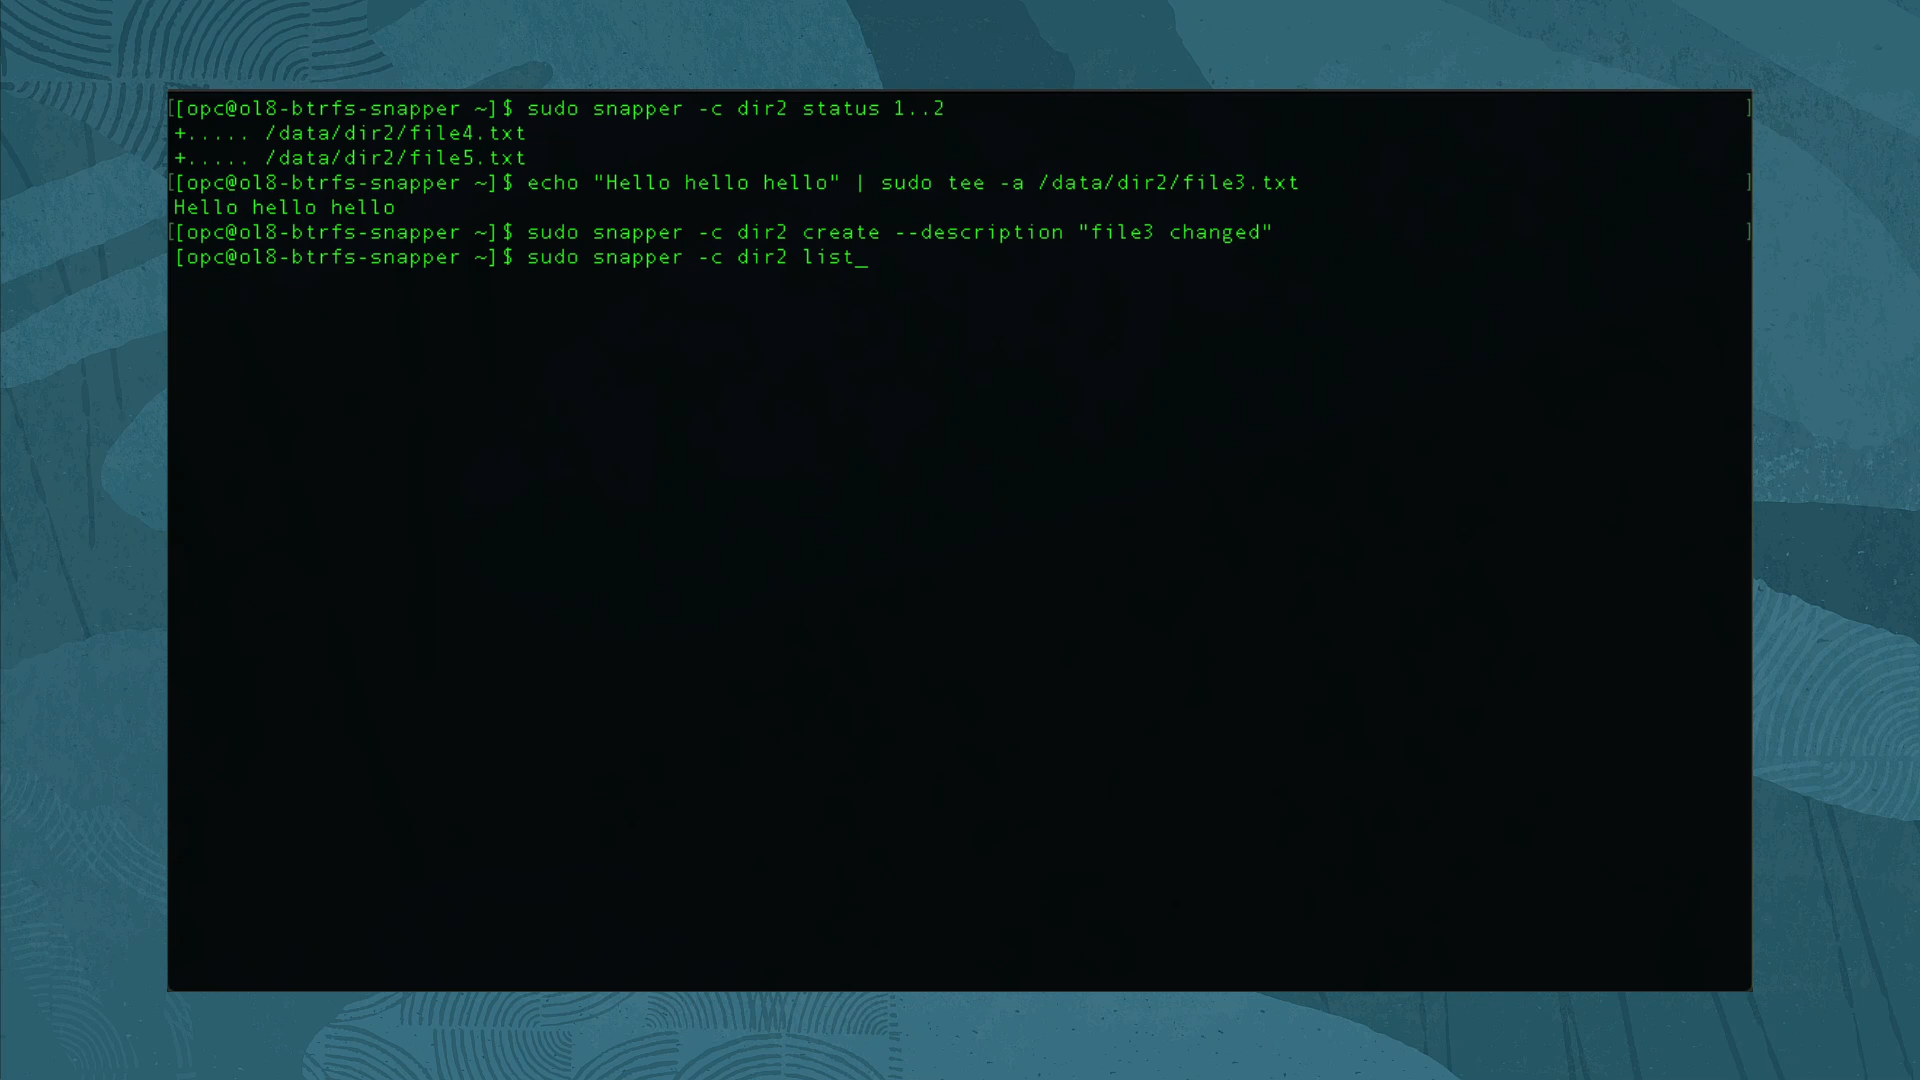 [[opc@ol8-btrfs-snapper ~]$ sudo snapper -c dir2 status 1..2 ]
+..... /data/dir2/file4.txt
+..... /data/dir2/file5.txt
[[opc@ol8-btrfs-snapper ~]$ echo "Hello hello hello" | sudo tee -a /data/dir2/file3.txt ]
Hello hello hello
[[opc@ol8-btrfs-snapper ~]$ sudo snapper -c dir2 create --description "file3 changed" ]
[opc@ol8-btrfs-snapper ~]$ sudo snapper -c dir2 list_